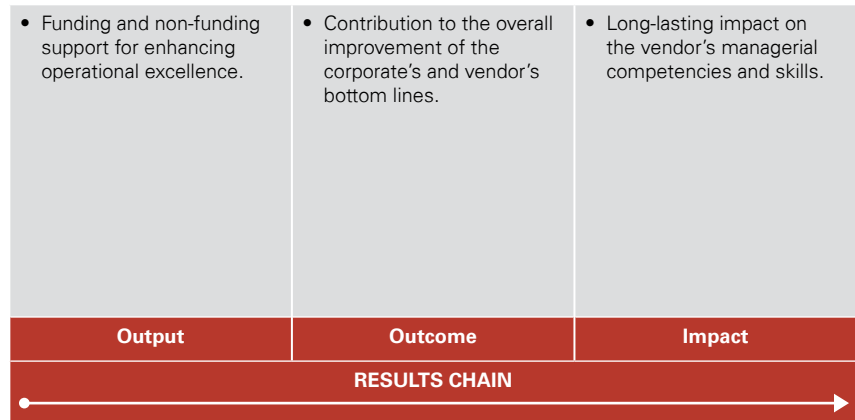 • Funding and non-funding
support for enhancing
operational excellence.
• Contribution to the overall
improvement of the
corporate's and vendor's
bottom lines.
• Long-lasting impact on
the vendor's managerial
competencies and skills.
Output
Outcome
Impact
RESULTS CHAIN